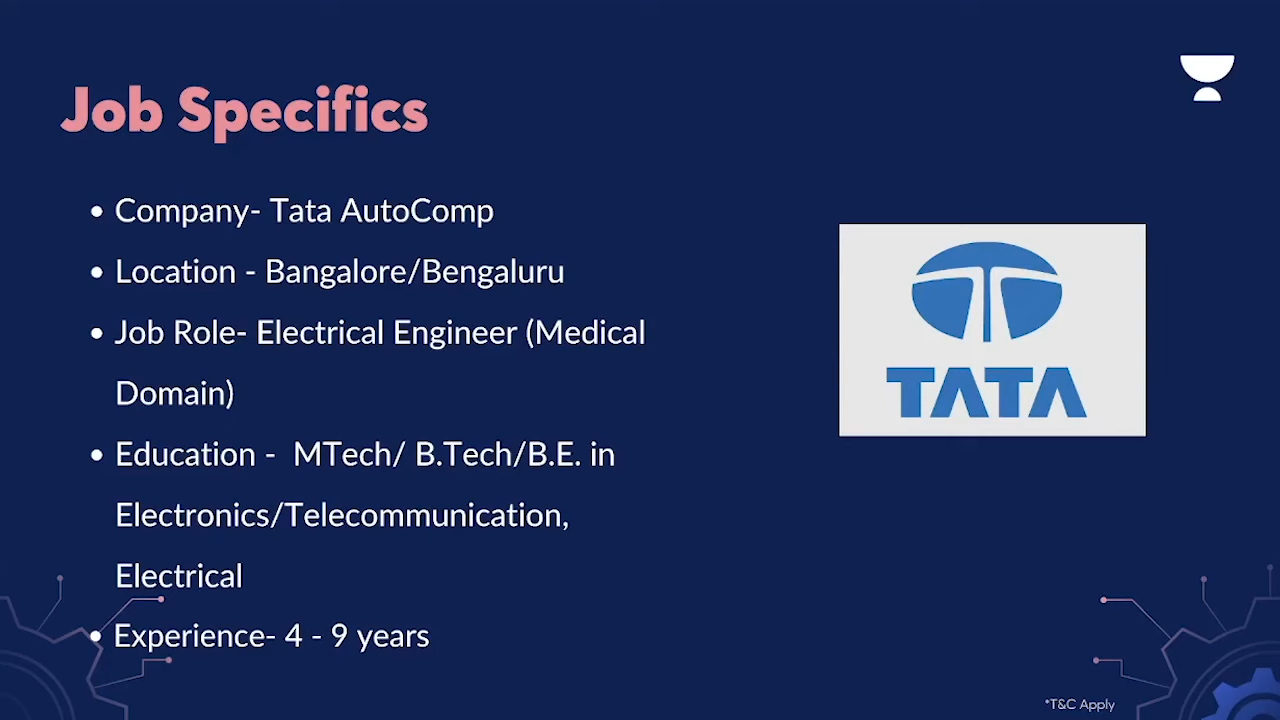 Job Specifics
• Company- Tata AutoComp
• Location - Bangalore/Bengaluru
• Job Role- Electrical Engineer (Medical
Domain)
• Education -  MTech/ B.Tech/B.E. in
Electronics/Telecommunication,
Electrical
• Experience- 4 - 9 years
TATA
*T&C Apply